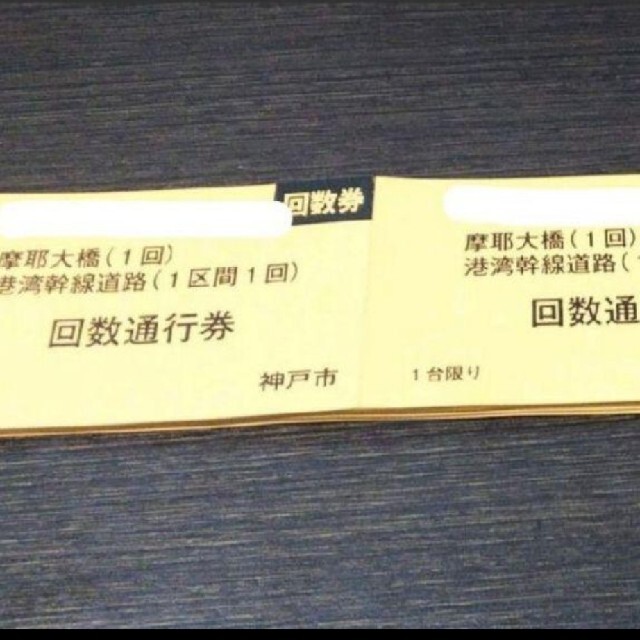 回数券
摩耶大橋(1回)
港湾幹線道路(1区間1回)
回数通行券
神戸市
摩耶大橋(1回)
港湾幹線道路(1
回数通
1台限り